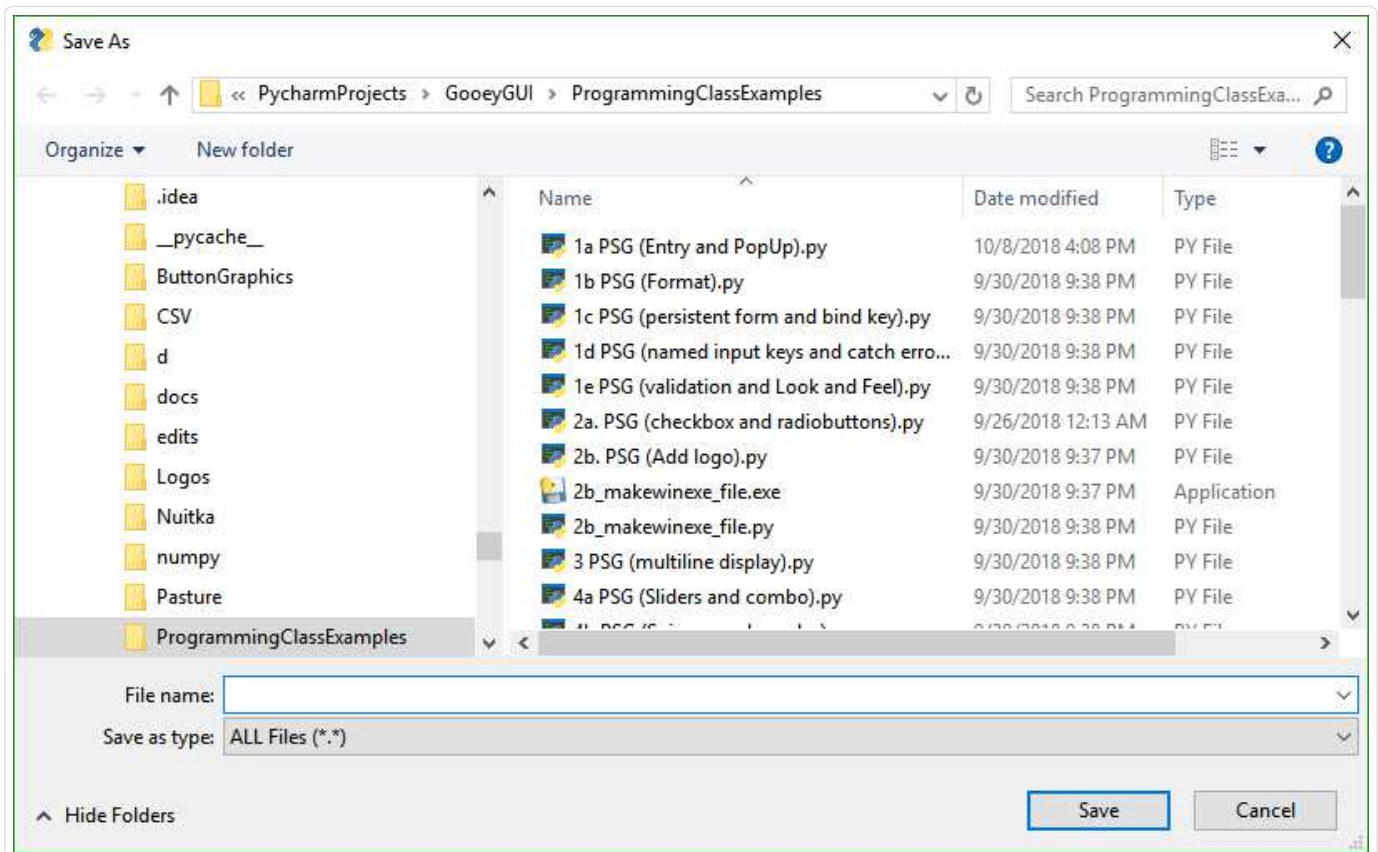 Save As
« PycharmProjects › GooeyGUI › ProgrammingClassExamples
Search ProgrammingClassExa...
Organize
New folder
.idea
__pycache__
ButtonGraphics
CSV
d
docs
edits
Logos
Nuitka
numpy
Pasture
ProgrammingClassExamples
Name Date modified Type
1a PSG (Entry and PopUp).py 10/8/2018 4:08 PM PY File
1b PSG (Format).py 9/30/2018 9:38 PM PY File
1c PSG (persistent form and bind key).py 9/30/2018 9:38 PM PY File
1d PSG (named input keys and catch erro... 9/30/2018 9:38 PM PY File
1e PSG (validation and Look and Feel).py 9/30/2018 9:38 PM PY File
2a. PSG (checkbox and radiobuttons).py 9/26/2018 12:13 AM PY File
2b. PSG (Add logo).py 9/30/2018 9:37 PM PY File
2b_makewinexe_file.exe 9/30/2018 9:37 PM Application
2b_makewinexe_file.py 9/30/2018 9:38 PM PY File
3 PSG (multiline display).py 9/30/2018 9:38 PM PY File
4a PSG (Sliders and combo).py 9/30/2018 9:38 PM PY File
File name:
Save as type: ALL Files (*.*)
Hide Folders
Save
Cancel